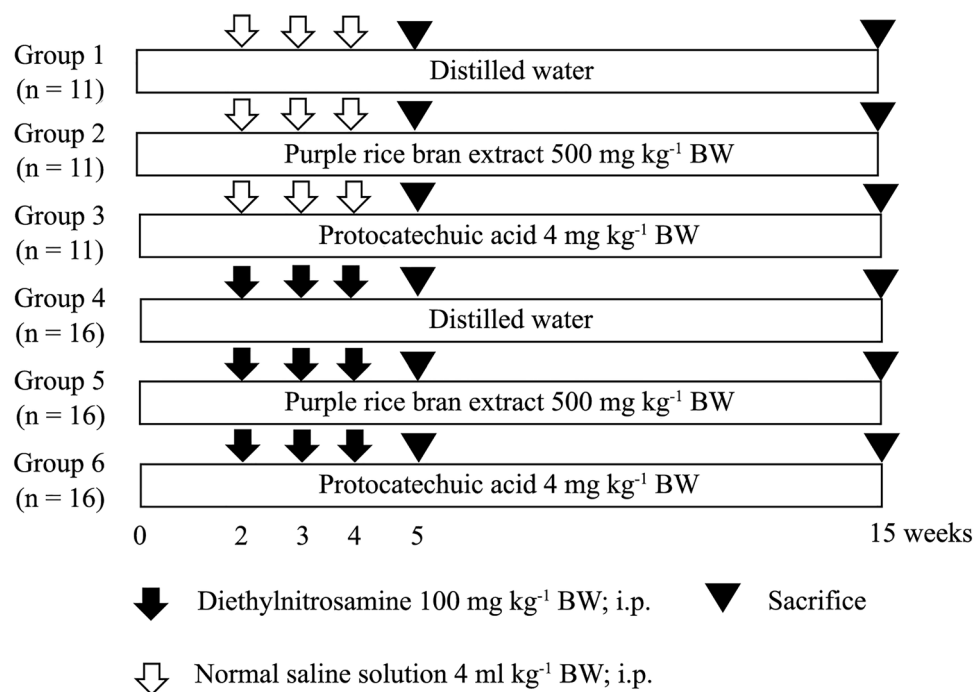 Group 1
(n = 11)
Distilled water
Group 2
(n = 11)
Purple rice bran extract 500 mg kg⁻¹ BW
Group 3
(n = 11)
Protocatechuic acid 4 mg kg⁻¹ BW
Group 4
(n = 16)
Distilled water
Group 5
(n = 16)
Purple rice bran extract 500 mg kg⁻¹ BW
Group 6
(n = 16)
Protocatechuic acid 4 mg kg⁻¹ BW
0 2 3 4 5 15 weeks
Diethylnitrosamine 100 mg kg⁻¹ BW; i.p. Sacrifice
Normal saline solution 4 ml kg⁻¹ BW; i.p.